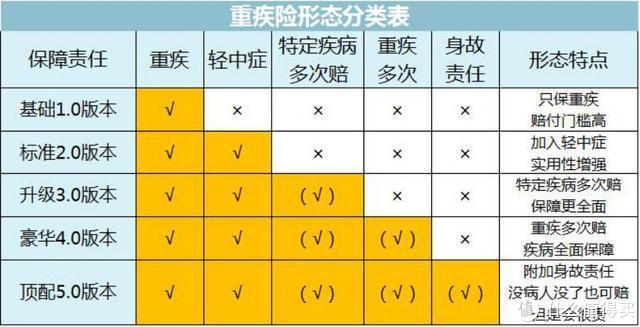 重疾险形态分类表
保障责任 重疾 轻中症 特定疾病 多次赔 重疾 多次 身故 责任 形态特点
基础1.0版本 √ × × × × 只保重疾
赔付门槛高
标准2.0版本 √ √ × × × 加入轻中症
实用性增强
升级3.0版本 √ √ (√) × × 特定疾病多次赔
保障更全面
豪华4.0版本 √ √ (√) (√) × 重疾多次赔
疾病全面保障
顶配5.0版本 √ √ (√) (√) (√) 附加身故责任
没病人没了也可赔
但是会很贵
值 什么值得买